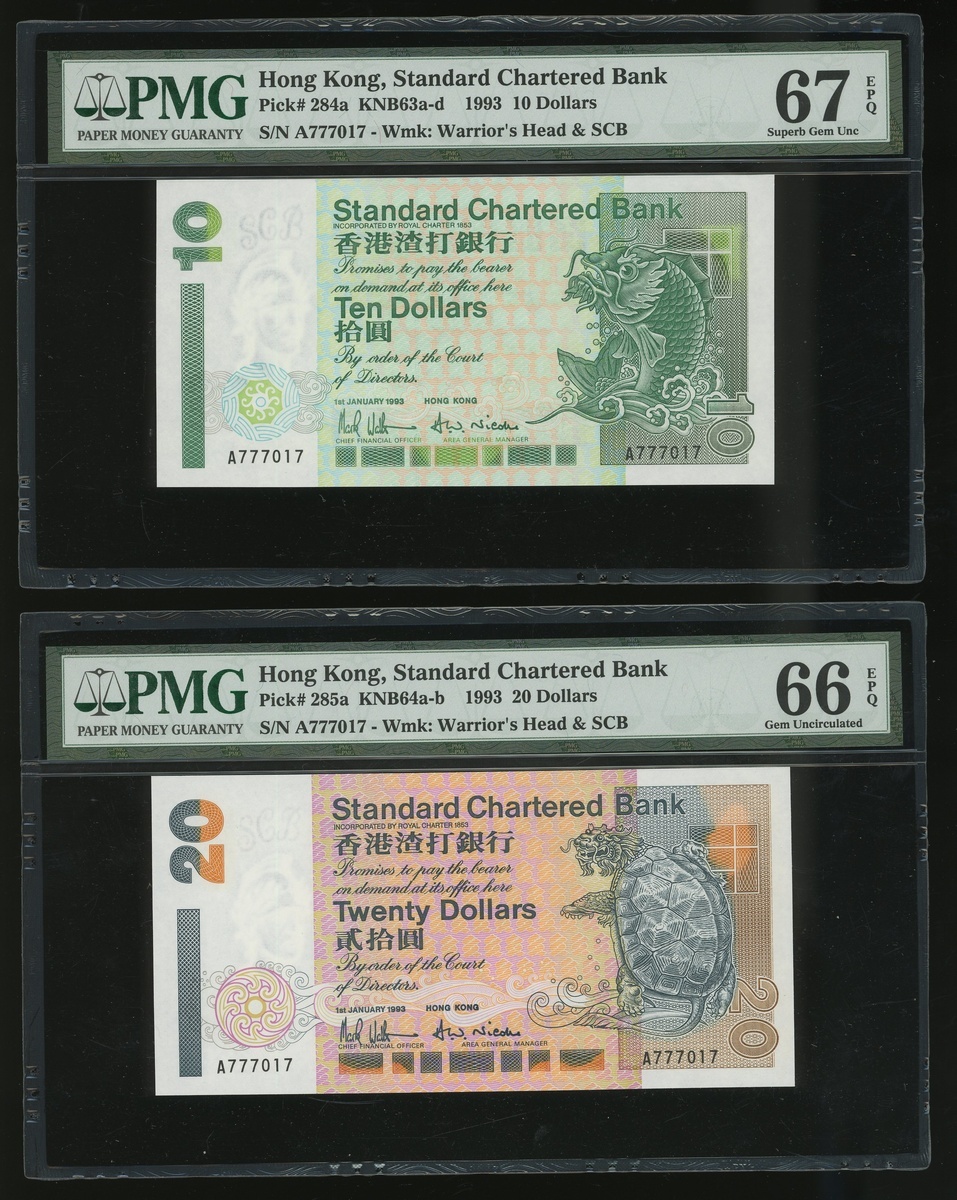 PMG
PAPER MONEY GUARANTY
Hong Kong, Standard Chartered Bank
Pick# 284a KNB63a-d 1993 10 Dollars
S/N A777017 - Wmk: Warrior's Head & SCB
67
EPQ
Superb Gem Unc
10
SCB
Standard Chartered Bank
INCORPORATED BY ROYAL CHARTER 1853
香港渣打銀行
Promises to pay the bearer
on demand at its office here
Ten Dollars
拾圓
By order of the Court
of Directors.
1st JANUARY 1993 HONG KONG
CHIEF FINANCIAL OFFICER AREA GENERAL MANAGER
A777017
A777017
10
PMG
PAPER MONEY GUARANTY
Hong Kong, Standard Chartered Bank
Pick# 285a KNB64a-b 1993 20 Dollars
S/N A777017 - Wmk: Warrior's Head & SCB
66
EPQ
Gem Uncirculated
20
SCB
Standard Chartered Bank
INCORPORATED BY ROYAL CHARTER 1853
香港渣打銀行
Promises to pay the bearer
on demand at its office here
Twenty Dollars
貳拾圓
By order of the Court
of Directors.
1st JANUARY 1993 HONG KONG
CHIEF FINANCIAL OFFICER AREA GENERAL MANAGER
A777017
A777017
20